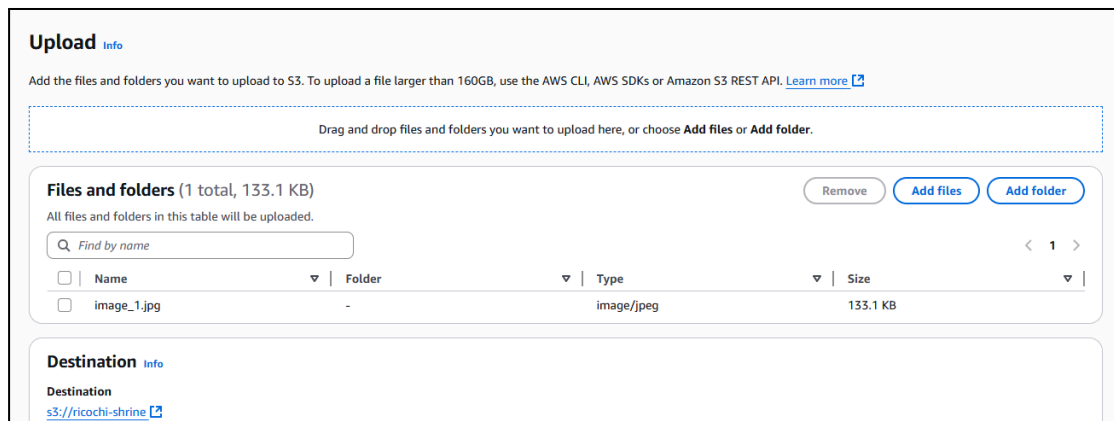 Upload Info
Add the files and folders you want to upload to S3. To upload a file larger than 160GB, use the AWS CLI, AWS SDKs or Amazon S3 REST API. Learn more
Drag and drop files and folders you want to upload here, or choose Add files or Add folder.
Files and folders (1 total, 133.1 KB)
Remove Add files Add folder
All files and folders in this table will be uploaded.
Find by name
1
Name Folder Type Size
image_1.jpg - image/jpeg 133.1 KB
Destination Info
Destination
s3://ricochi-shrine